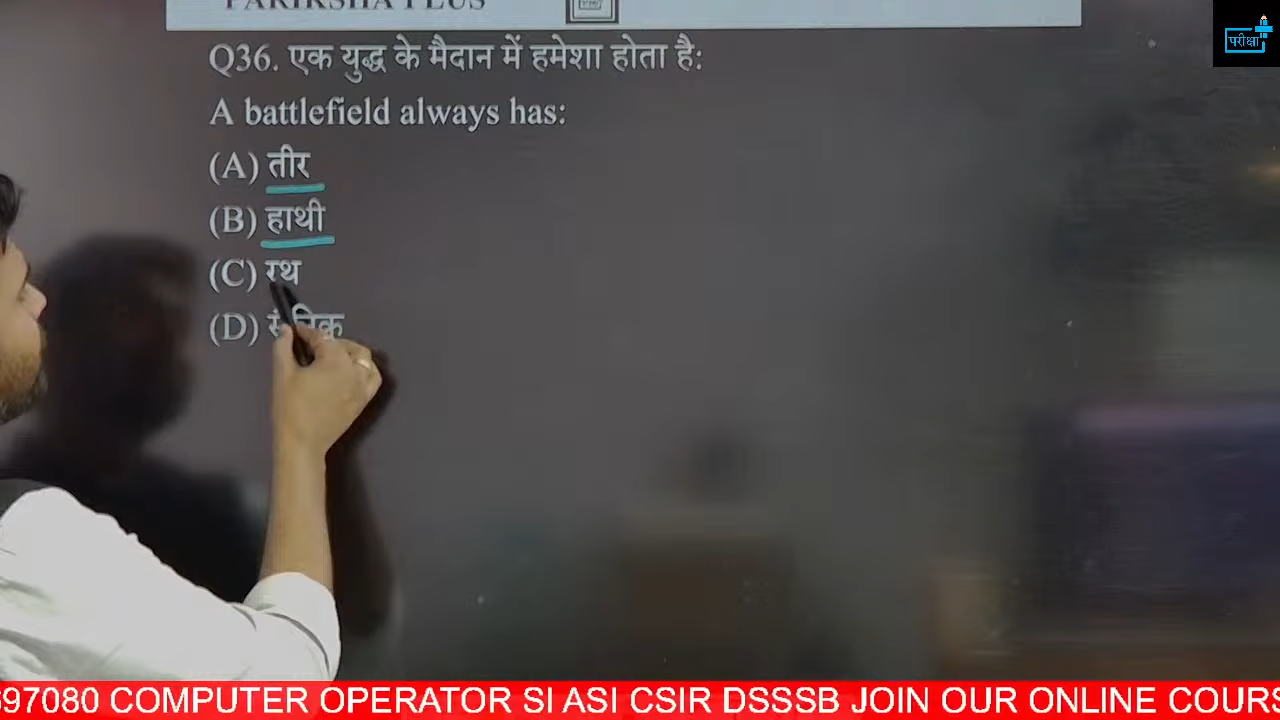 PARIKSHA PLUS
परीक्षा
Q36. एक युद्ध के मैदान में हमेशा होता है:
A battlefield always has:
(A) तीर
(B) हाथी
(C) रथ
(D)
697080 COMPUTER OPERATOR SI ASI CSIR DSSSB JOIN OUR ONLINE COURS